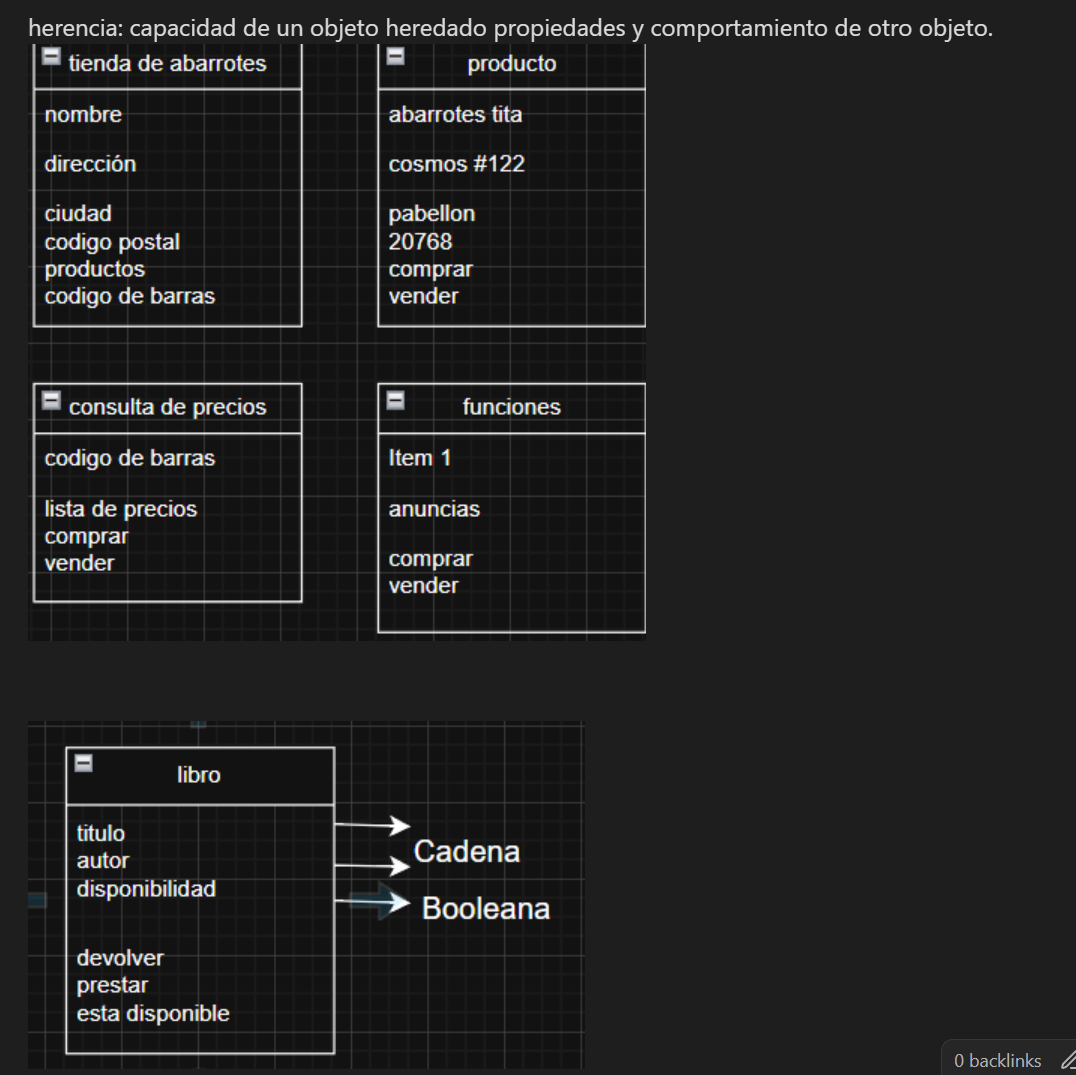 herencia: capacidad de un objeto heredado propiedades y comportamiento de otro objeto.
tienda de abarrotes
nombre
dirección
ciudad
codigo postal
productos
codigo de barras
producto
abarrotes tita
cosmos #122
pabellon
20768
comprar
vender
consulta de precios
codigo de barras
lista de precios
comprar
vender
funciones
Item 1
anuncias
comprar
vender
libro
titulo
autor
disponibilidad
devolver
prestar
esta disponible
Cadena
Booleana
0 backlinks